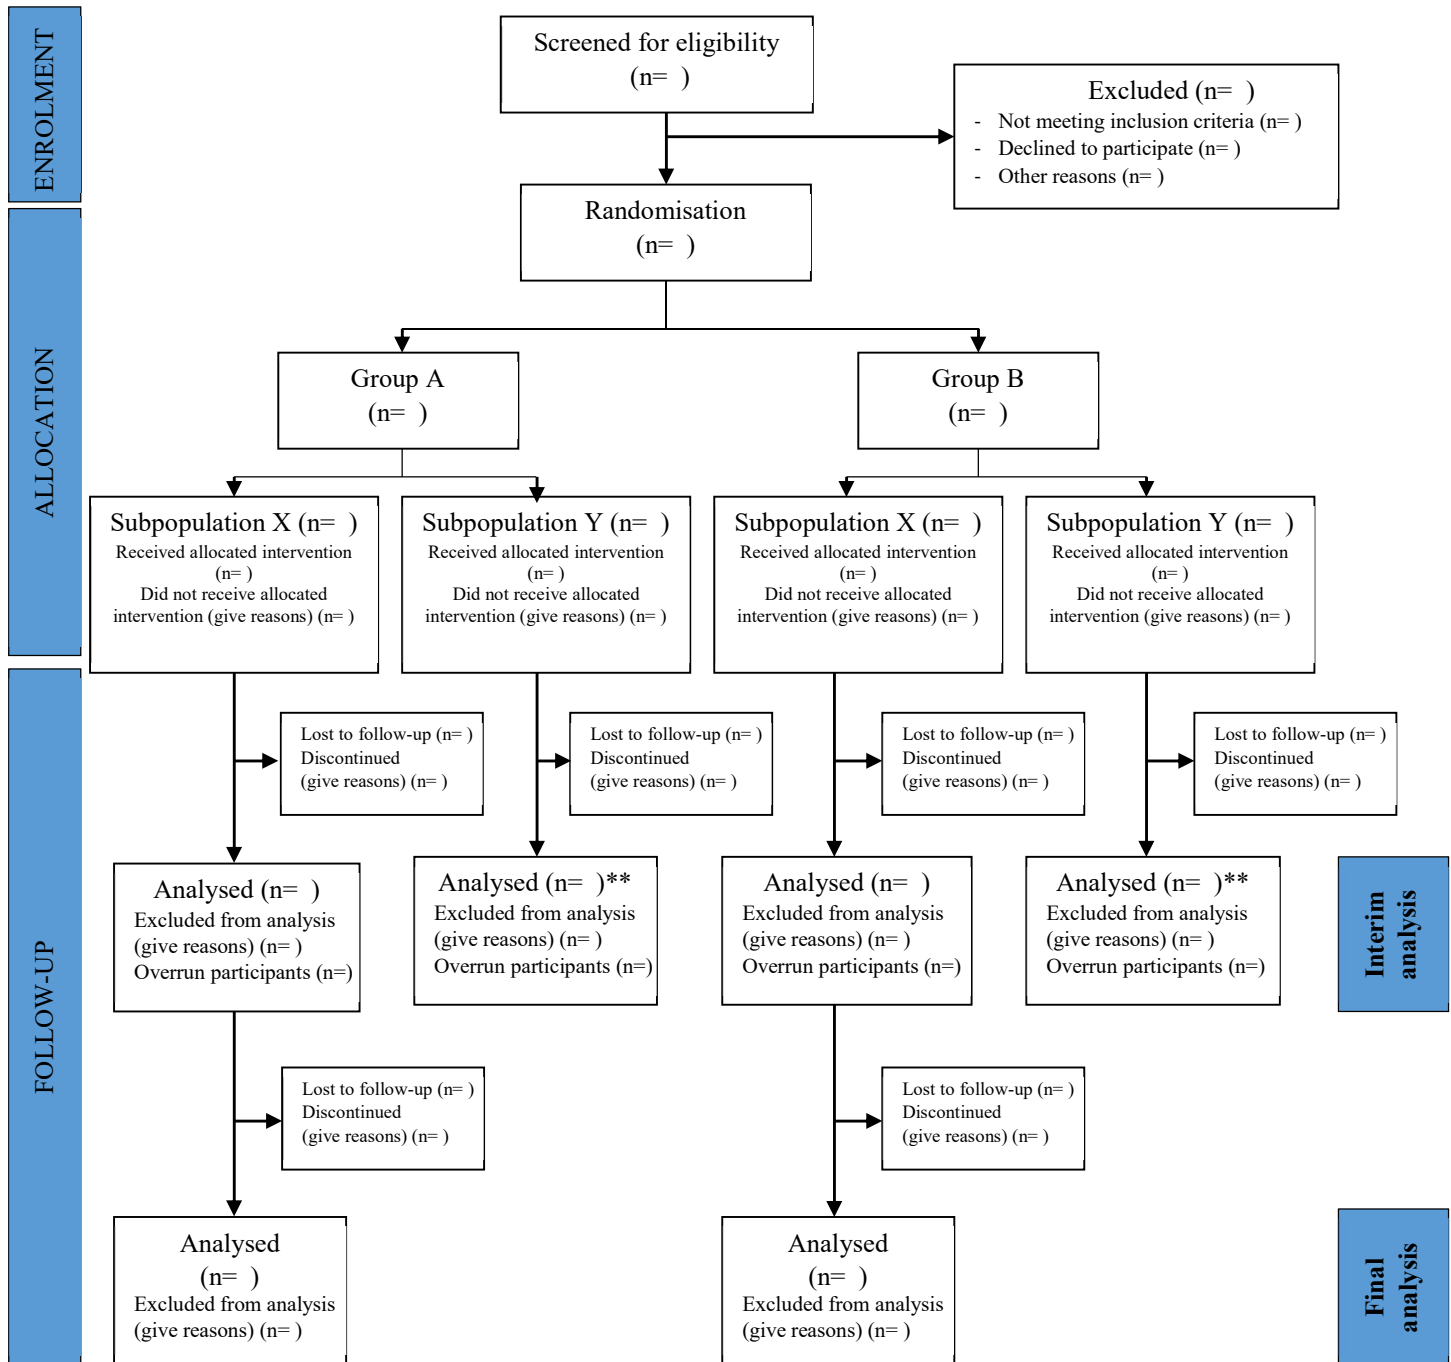 ENROLMENT
Screened for eligibility
(n=  )
Excluded (n=  )
- Not meeting inclusion criteria (n= )
- Declined to participate (n= )
- Other reasons (n= )
Randomisation
(n=  )
ALLOCATION
Group A
(n=  )
Group B
(n=  )
Subpopulation X (n=  )
Received allocated intervention
(n= )
Did not receive allocated
intervention (give reasons) (n= )
Subpopulation Y (n=  )
Received allocated intervention
(n= )
Did not receive allocated
intervention (give reasons) (n= )
Subpopulation X (n=  )
Received allocated intervention
(n= )
Did not receive allocated
intervention (give reasons) (n= )
Subpopulation Y (n=  )
Received allocated intervention
(n= )
Did not receive allocated
intervention (give reasons) (n= )
FOLLOW-UP
Lost to follow-up (n= )
Discontinued
(give reasons) (n= )
Lost to follow-up (n= )
Discontinued
(give reasons) (n= )
Lost to follow-up (n= )
Discontinued
(give reasons) (n= )
Lost to follow-up (n= )
Discontinued
(give reasons) (n= )
Analysed (n=  )
Excluded from analysis
(give reasons) (n= )
Overrun participants (n=)
Analysed (n=  )**
Excluded from analysis
(give reasons) (n= )
Overrun participants (n=)
Analysed (n=  )
Excluded from analysis
(give reasons) (n= )
Overrun participants (n=)
Analysed (n=  )**
Excluded from analysis
(give reasons) (n= )
Overrun participants (n=)
Interim
analysis
Lost to follow-up (n= )
Discontinued
(give reasons) (n= )
Lost to follow-up (n= )
Discontinued
(give reasons) (n= )
Analysed
(n=  )
Excluded from analysis
(give reasons) (n= )
Analysed
(n=  )
Excluded from analysis
(give reasons) (n= )
Final
analysis